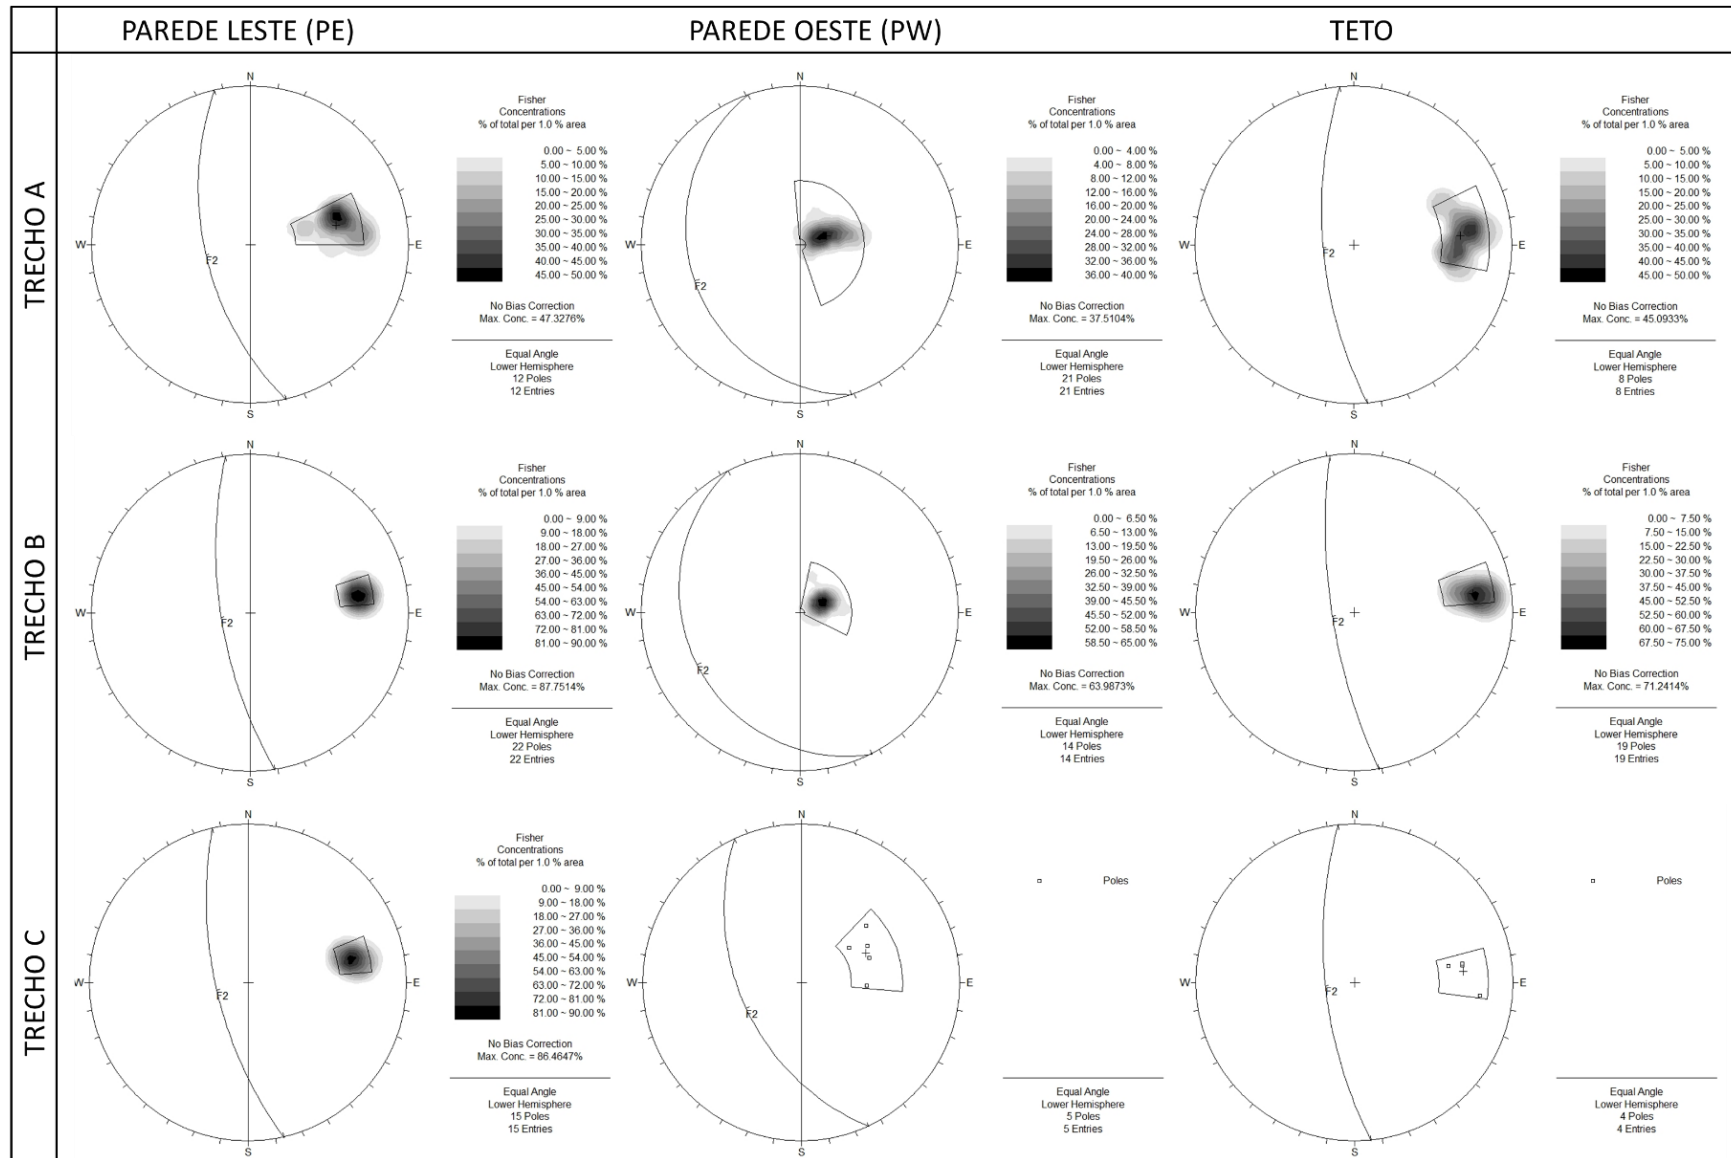 PAREDE LESTE (PE) PAREDE OESTE (PW) TETO
TRECHO A
N
W
E
S
F2
Fisher
Concentrations
% of total per 1.0 % area
0.00 ~ 5.00 %
5.00 ~ 10.00 %
10.00 ~ 15.00 %
15.00 ~ 20.00 %
20.00 ~ 25.00 %
25.00 ~ 30.00 %
30.00 ~ 35.00 %
35.00 ~ 40.00 %
40.00 ~ 45.00 %
45.00 ~ 50.00 %
No Bias Correction
Max. Conc. = 47.3276%
Equal Angle
Lower Hemisphere
12 Poles
12 Entries
N
W
E
S
F2
Fisher
Concentrations
% of total per 1.0 % area
0.00 ~ 4.00 %
4.00 ~ 8.00 %
8.00 ~ 12.00 %
12.00 ~ 16.00 %
16.00 ~ 20.00 %
20.00 ~ 24.00 %
24.00 ~ 28.00 %
28.00 ~ 32.00 %
32.00 ~ 36.00 %
36.00 ~ 40.00 %
No Bias Correction
Max. Conc. = 37.5104%
Equal Angle
Lower Hemisphere
21 Poles
21 Entries
N
W
E
S
F2
Fisher
Concentrations
% of total per 1.0 % area
0.00 ~ 5.00 %
5.00 ~ 10.00 %
10.00 ~ 15.00 %
15.00 ~ 20.00 %
20.00 ~ 25.00 %
25.00 ~ 30.00 %
30.00 ~ 35.00 %
35.00 ~ 40.00 %
40.00 ~ 45.00 %
45.00 ~ 50.00 %
No Bias Correction
Max. Conc. = 45.0933%
Equal Angle
Lower Hemisphere
8 Poles
8 Entries
TRECHO B
N
W
E
S
F2
Fisher
Concentrations
% of total per 1.0 % area
0.00 ~ 9.00 %
9.00 ~ 18.00 %
18.00 ~ 27.00 %
27.00 ~ 36.00 %
36.00 ~ 45.00 %
45.00 ~ 54.00 %
54.00 ~ 63.00 %
63.00 ~ 72.00 %
72.00 ~ 81.00 %
81.00 ~ 90.00 %
No Bias Correction
Max. Conc. = 87.7514%
Equal Angle
Lower Hemisphere
22 Poles
22 Entries
N
W
E
S
F2
Fisher
Concentrations
% of total per 1.0 % area
0.00 ~ 6.50 %
6.50 ~ 13.00 %
13.00 ~ 19.50 %
19.50 ~ 26.00 %
26.00 ~ 32.50 %
32.50 ~ 39.00 %
39.00 ~ 45.50 %
45.50 ~ 52.00 %
52.00 ~ 58.50 %
58.50 ~ 65.00 %
No Bias Correction
Max. Conc. = 63.9873%
Equal Angle
Lower Hemisphere
14 Poles
14 Entries
N
W
E
S
F2
Fisher
Concentrations
% of total per 1.0 % area
0.00 ~ 7.50 %
7.50 ~ 15.00 %
15.00 ~ 22.50 %
22.50 ~ 30.00 %
30.00 ~ 37.50 %
37.50 ~ 45.00 %
45.00 ~ 52.50 %
52.50 ~ 60.00 %
60.00 ~ 67.50 %
67.50 ~ 75.00 %
No Bias Correction
Max. Conc. = 71.2414%
Equal Angle
Lower Hemisphere
19 Poles
19 Entries
TRECHO C
N
W
E
S
F2
Fisher
Concentrations
% of total per 1.0 % area
0.00 ~ 9.00 %
9.00 ~ 18.00 %
18.00 ~ 27.00 %
27.00 ~ 36.00 %
36.00 ~ 45.00 %
45.00 ~ 54.00 %
54.00 ~ 63.00 %
63.00 ~ 72.00 %
72.00 ~ 81.00 %
81.00 ~ 90.00 %
No Bias Correction
Max. Conc. = 86.4647%
Equal Angle
Lower Hemisphere
15 Poles
15 Entries
N
W
E
S
F2
Poles
Equal Angle
Lower Hemisphere
5 Poles
5 Entries
N
W
E
S
F2
Poles
Equal Angle
Lower Hemisphere
4 Poles
4 Entries